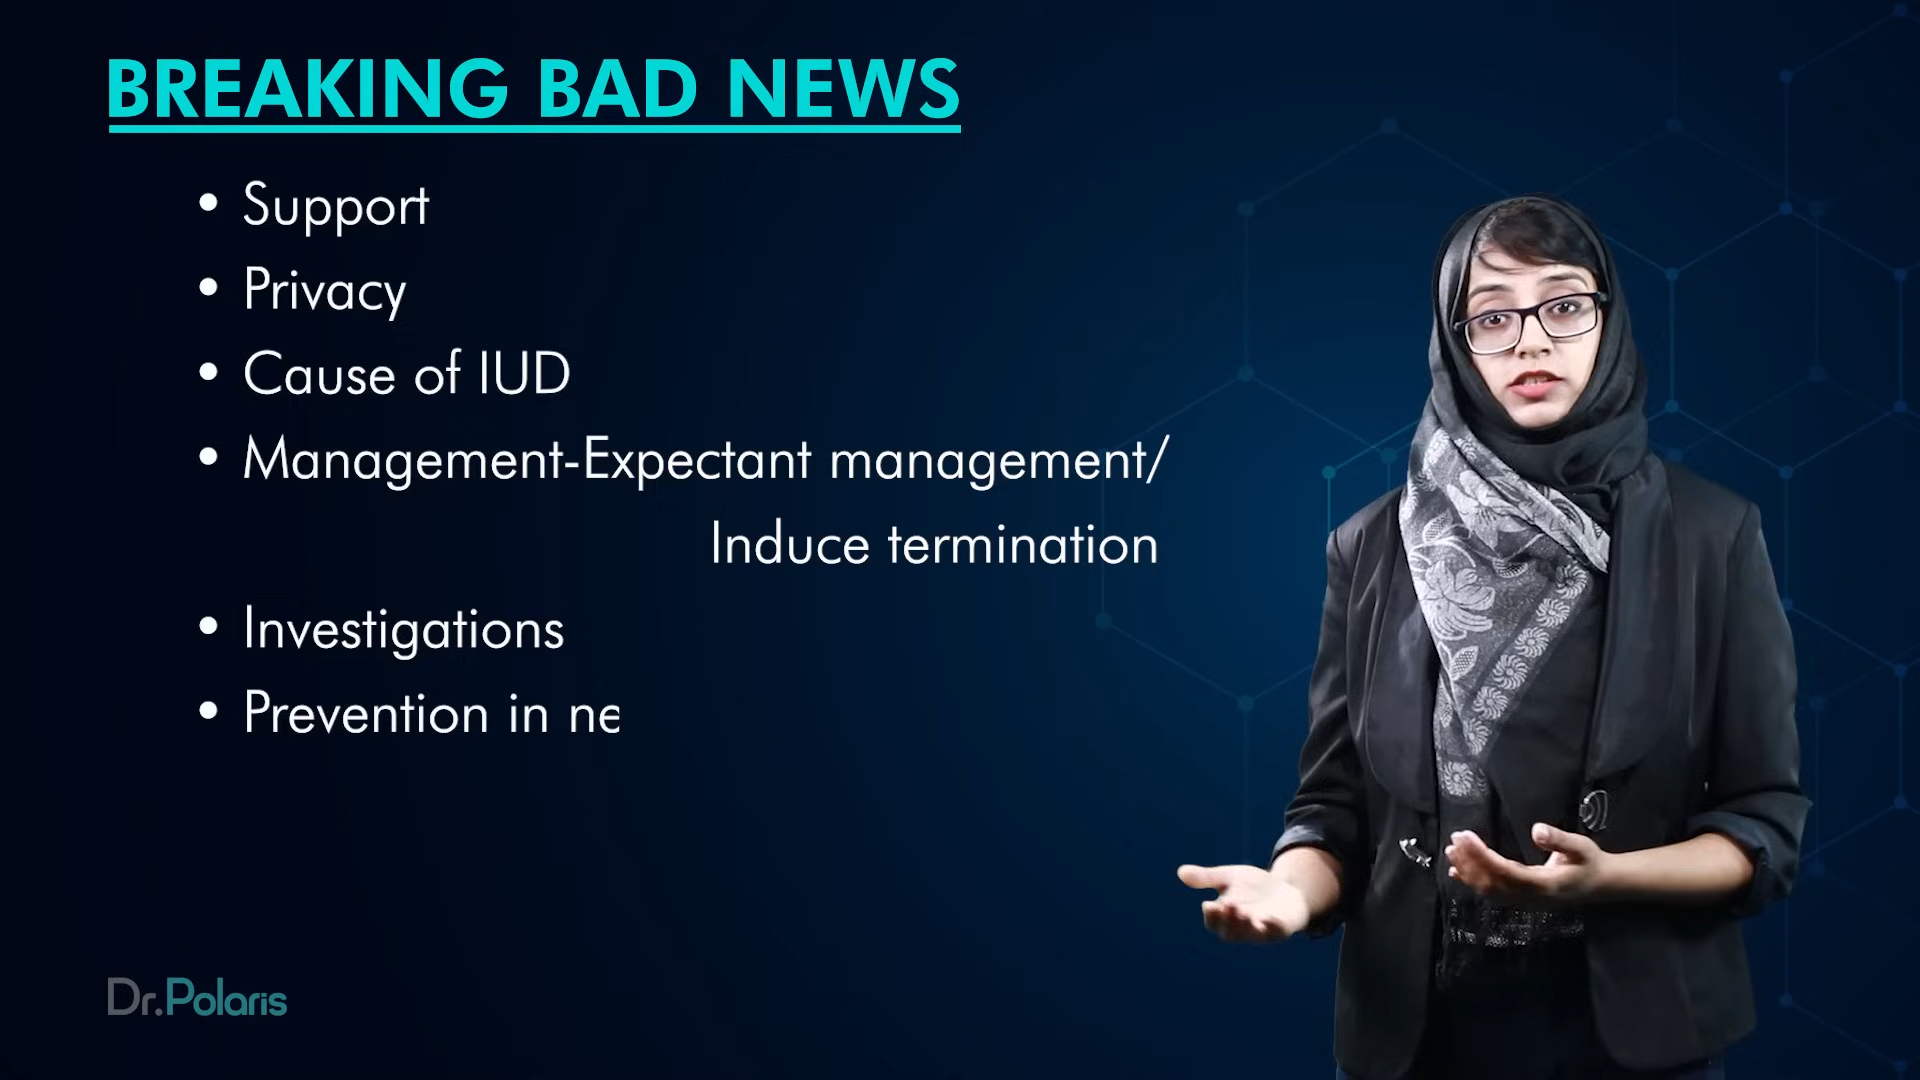 BREAKING BAD NEWS
• Support
• Privacy
• Cause of IUD
• Management-Expectant management/
Induce termination
• Investigations
• Prevention in ne
Dr.Polaris